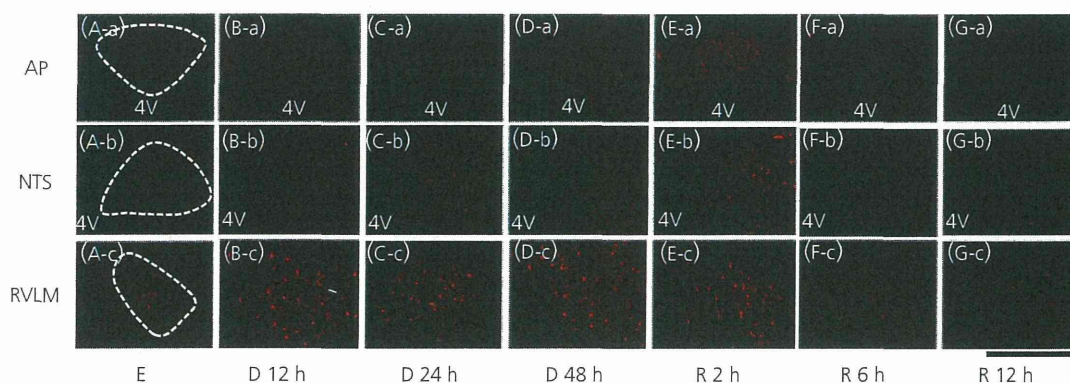 (A-a) (B-a) (C-a) (D-a) (E-a) (F-a) (G-a)
AP
4V 4V 4V 4V 4V 4V 4V
(A-b) (B-b) (C-b) (D-b) (E-b) (F-b) (G-b)
NTS
4V 4V 4V 4V 4V 4V 4V
(A-c) (B-c) (C-c) (D-c) (E-c) (F-c) (G-c)
RVLM
E D 12 h D 24 h D 48 h R 2 h R 6 h R 12 h